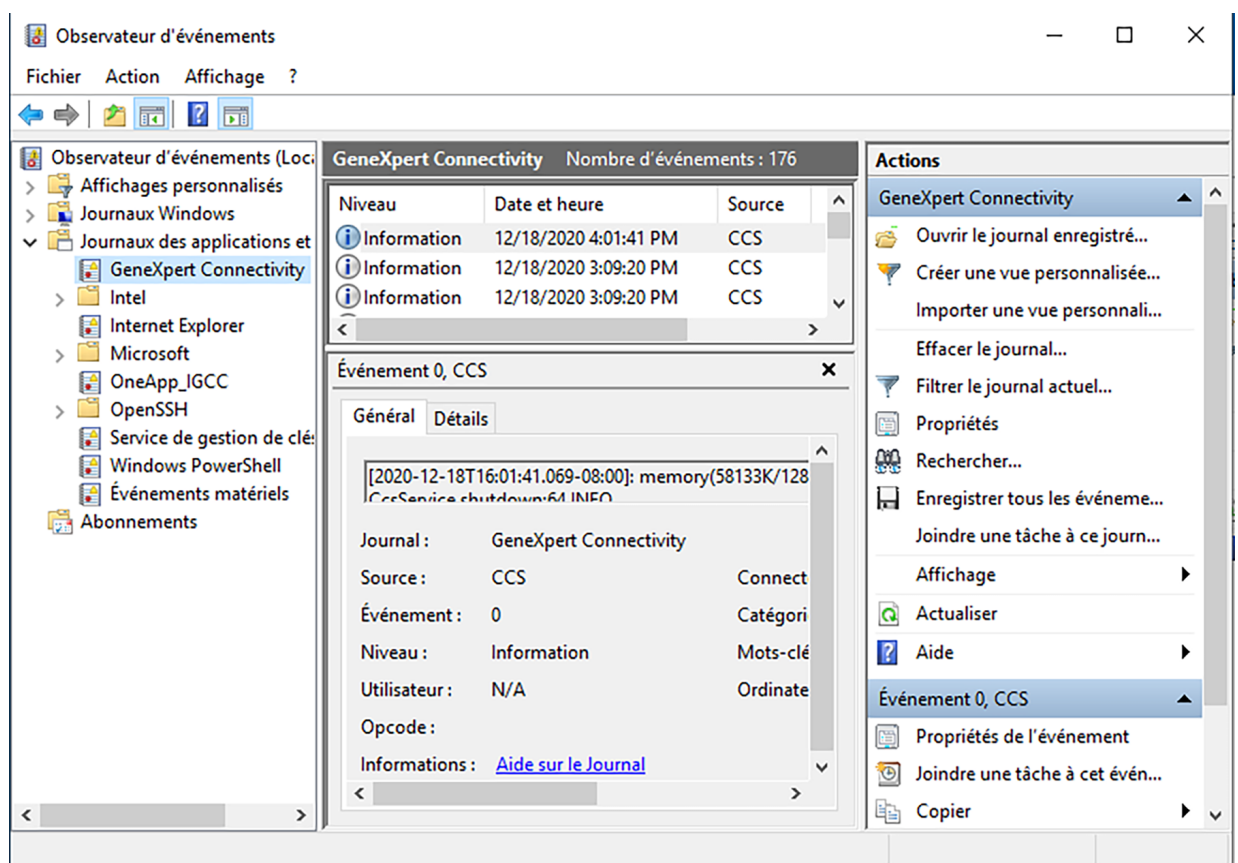 Observateur d'événements
Fichier Action Affichage ?
Observateur d'événements (Loca
Affichages personnalisés
Journaux Windows
Journaux des applications et
GeneXpert Connectivity
Intel
Internet Explorer
Microsoft
OneApp_IGCC
OpenSSH
Service de gestion de clés
Windows PowerShell
Événements matériels
Abonnements
GeneXpert Connectivity Nombre d'événements : 176
Niveau Date et heure Source
Information 12/18/2020 4:01:41 PM CCS
Information 12/18/2020 3:09:20 PM CCS
Information 12/18/2020 3:09:20 PM CCS
Événement 0, CCS
Général Détails
[2020-12-18T16:01:41.069-08:00]: memory(58133K/128
CcsService shutdown:64 INFO
Journal : GeneXpert Connectivity
Source : CCS Connect
Événement : 0 Catégori
Niveau : Information Mots-clé
Utilisateur : N/A Ordinate
Opcode :
Informations : Aide sur le Journal
Actions
GeneXpert Connectivity
Ouvrir le journal enregistré...
Créer une vue personnalisée...
Importer une vue personnali...
Effacer le journal...
Filtrer le journal actuel...
Propriétés
Rechercher...
Enregistrer tous les événeme...
Joindre une tâche à ce journ...
Affichage
Actualiser
Aide
Événement 0, CCS
Propriétés de l'événement
Joindre une tâche à cet évén...
Copier